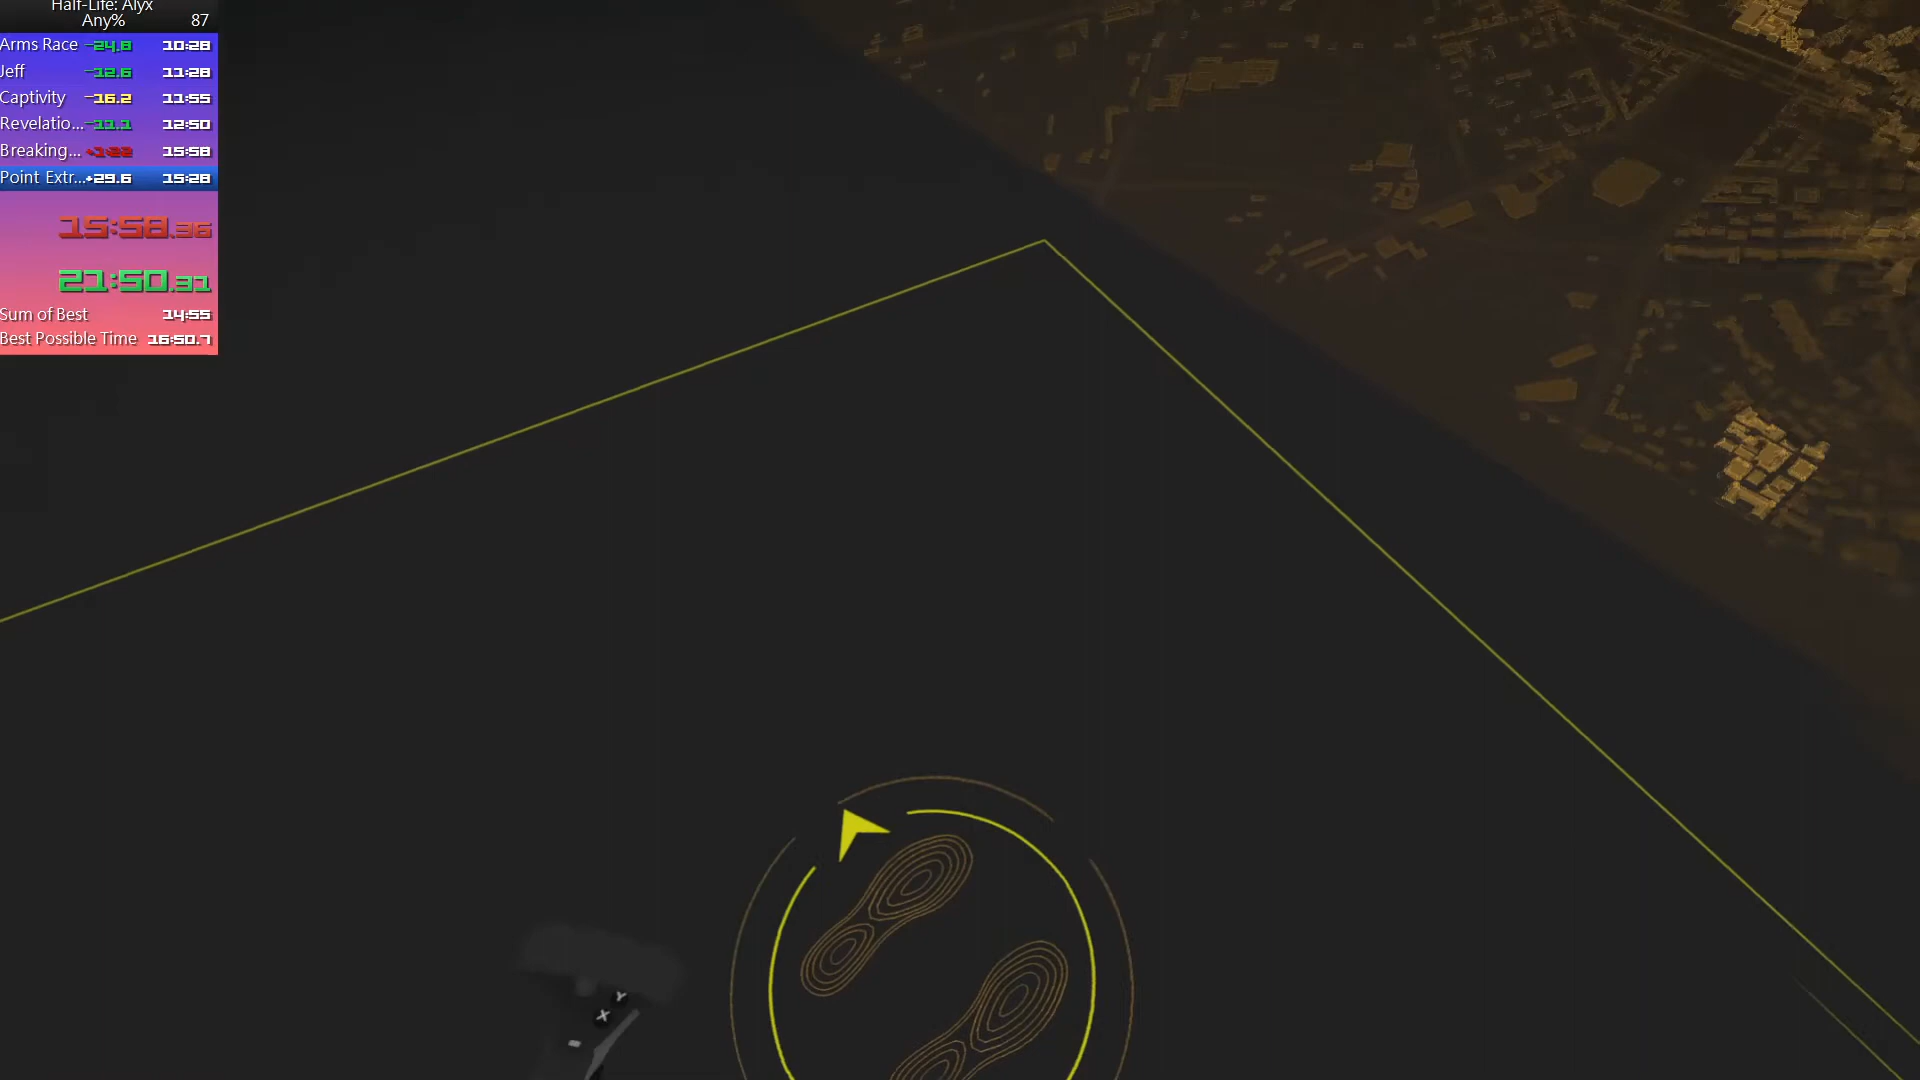 Half-Life: Alyx
Any% 87
Arms Race -24.8 10:28
Jeff -12.6 11:28
Captivity -16.2 11:55
Revelatio... -11.1 12:50
Breaking... +1:22 15:58
Point Extr... +29.6 15:28
15:58.36
21:50.31
Sum of Best 14:55
Best Possible Time 16:50.7
Y
X